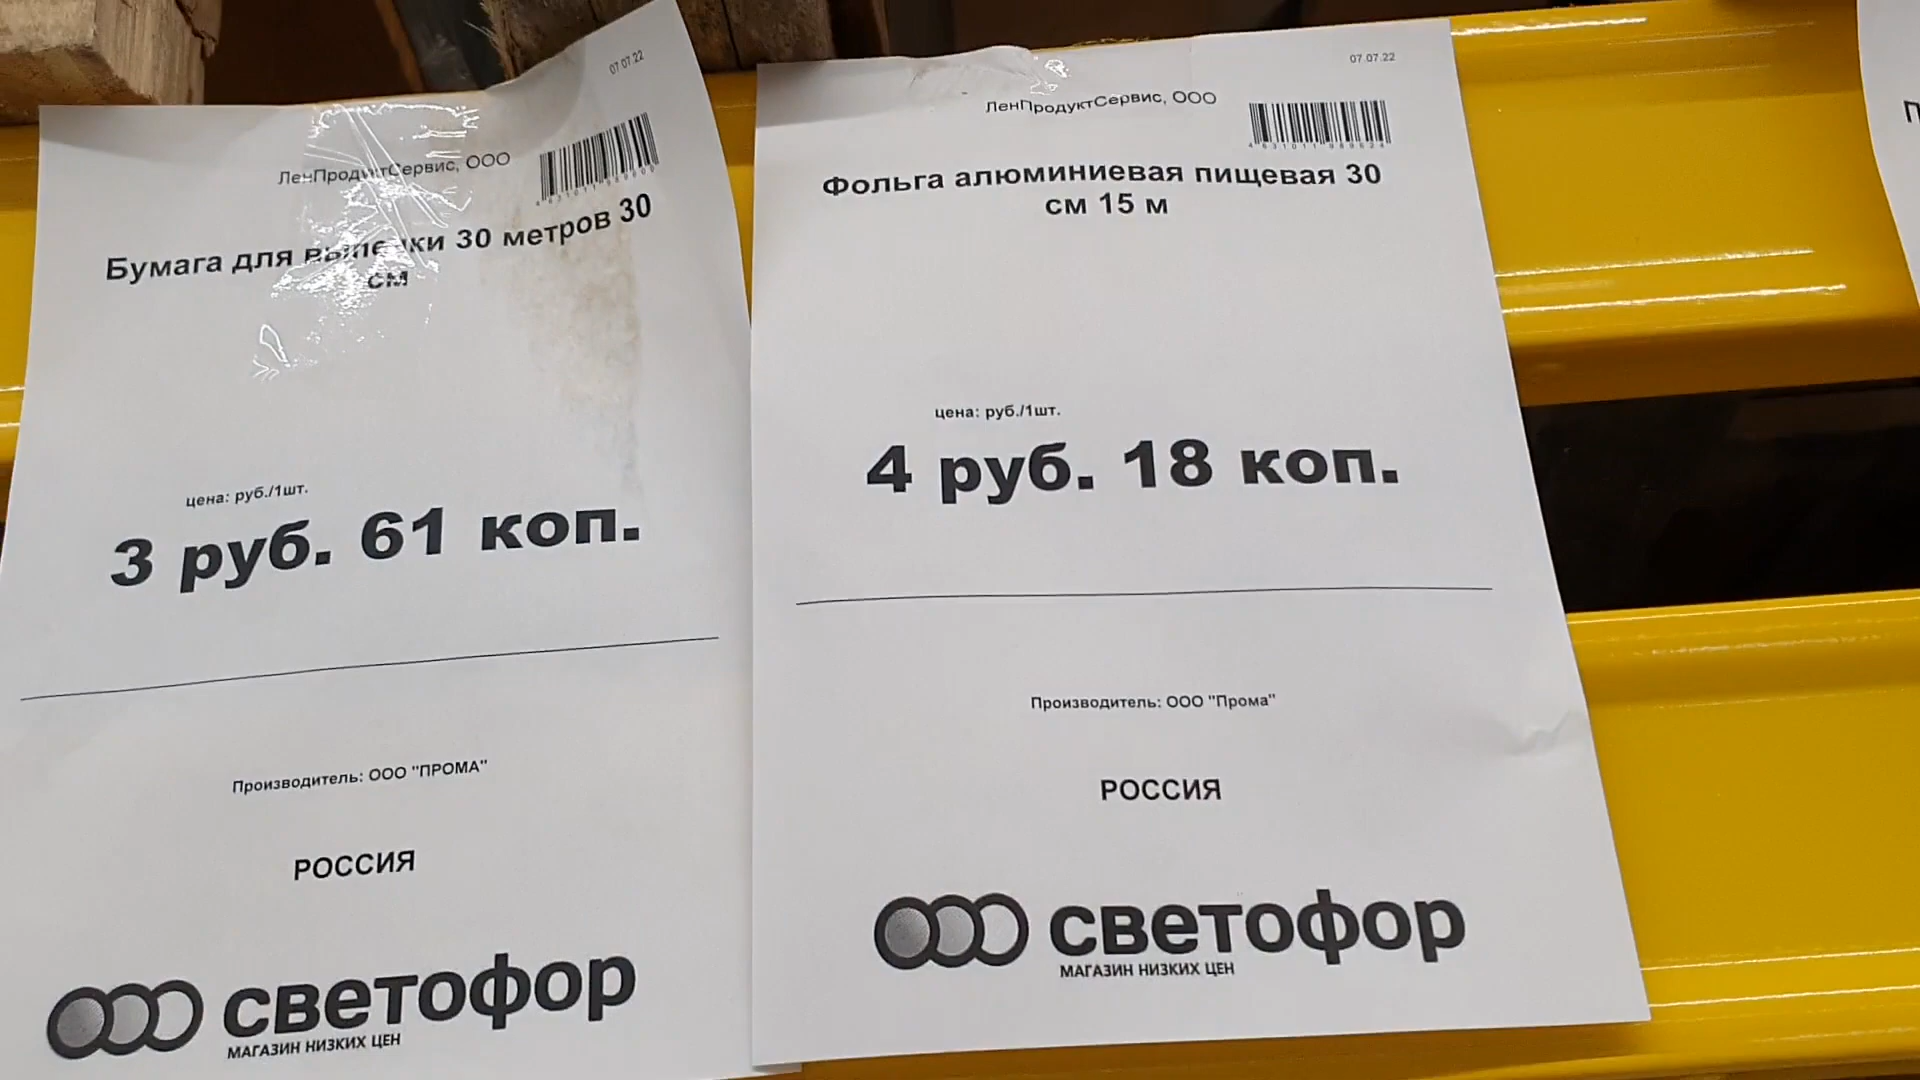 07.07.22
ЛенПродуктСервис, ООО
Бумага для выпечки 30 метров 30
см
цена: руб./1шт.
3 руб. 61 коп.
Производитель: ООО "ПРОМА"
РОССИЯ
светофор
МАГАЗИН НИЗКИХ ЦЕН
07.07.22
ЛенПродуктСервис, ООО
Фольга алюминиевая пищевая 30
см 15 м
цена: руб./1шт.
4 руб. 18 коп.
Производитель: ООО "Прома"
РОССИЯ
светофор
МАГАЗИН НИЗКИХ ЦЕН